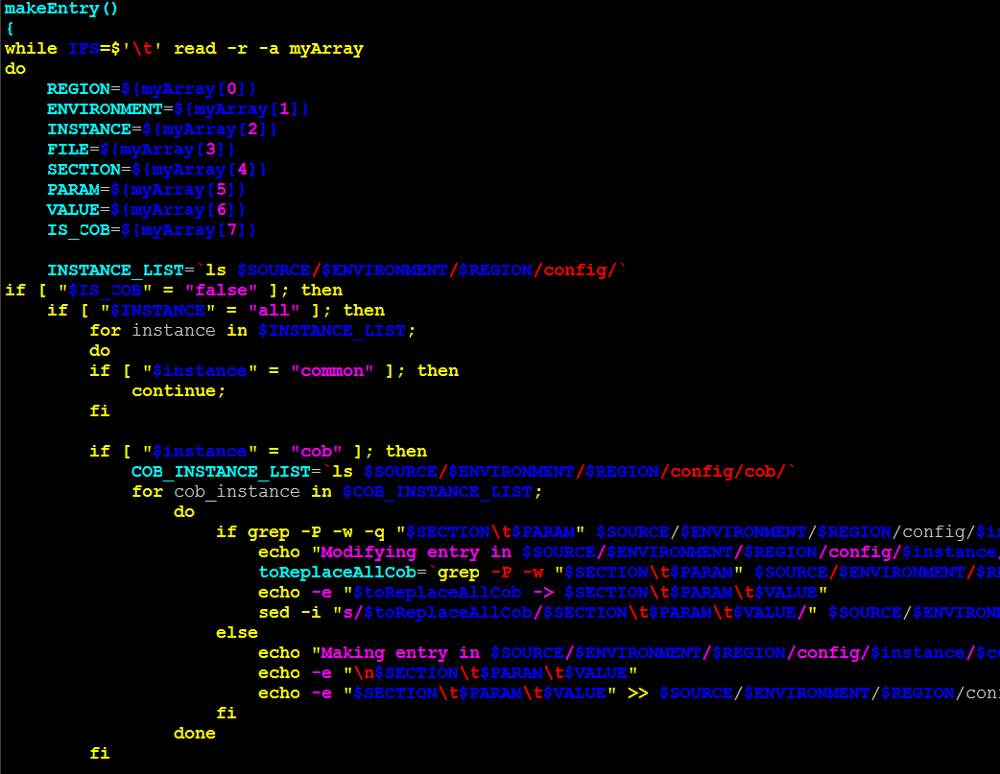 makeEntry()
{
while IFS=$'\t' read -r -a myArray
do
    REGION=${myArray[0]}
    ENVIRONMENT=${myArray[1]}
    INSTANCE=${myArray[2]}
    FILE=${myArray[3]}
    SECTION=${myArray[4]}
    PARAM=${myArray[5]}
    VALUE=${myArray[6]}
    IS_COB=${myArray[7]}
    INSTANCE_LIST=`ls $SOURCE/$ENVIRONMENT/$REGION/config/`
if [ "$IS_COB" = "false" ]; then
    if [ "$INSTANCE" = "all" ]; then
        for instance in $INSTANCE_LIST;
        do
        if [ "$instance" = "common" ]; then
            continue;
        fi
        if [ "$instance" = "cob" ]; then
            COB_INSTANCE_LIST=`ls $SOURCE/$ENVIRONMENT/$REGION/config/cob/`
            for cob_instance in $COB_INSTANCE_LIST;
                do
                    if grep -P -w -q "$SECTION\t$PARAM" $SOURCE/$ENVIRONMENT/$REGION/config/$i
                        echo "Modifying entry in $SOURCE/$ENVIRONMENT/$REGION/config/$instance/
                        toReplaceAllCob=`grep -P -w "$SECTION\t$PARAM" $SOURCE/$ENVIRONMENT/$RE
                        echo -e "$toReplaceAllCob -> $SECTION\t$PARAM\t$VALUE"
                        sed -i "s/$toReplaceAllCob/$SECTION\t$PARAM\t$VALUE/" $SOURCE/$ENVIRON
                    else
                        echo "Making entry in $SOURCE/$ENVIRONMENT/$REGION/config/$instance/$c
                        echo -e "\n$SECTION\t$PARAM\t$VALUE"
                        echo -e "$SECTION\t$PARAM\t$VALUE" >> $SOURCE/$ENVIRONMENT/$REGION/con
                    fi
                done
        fi